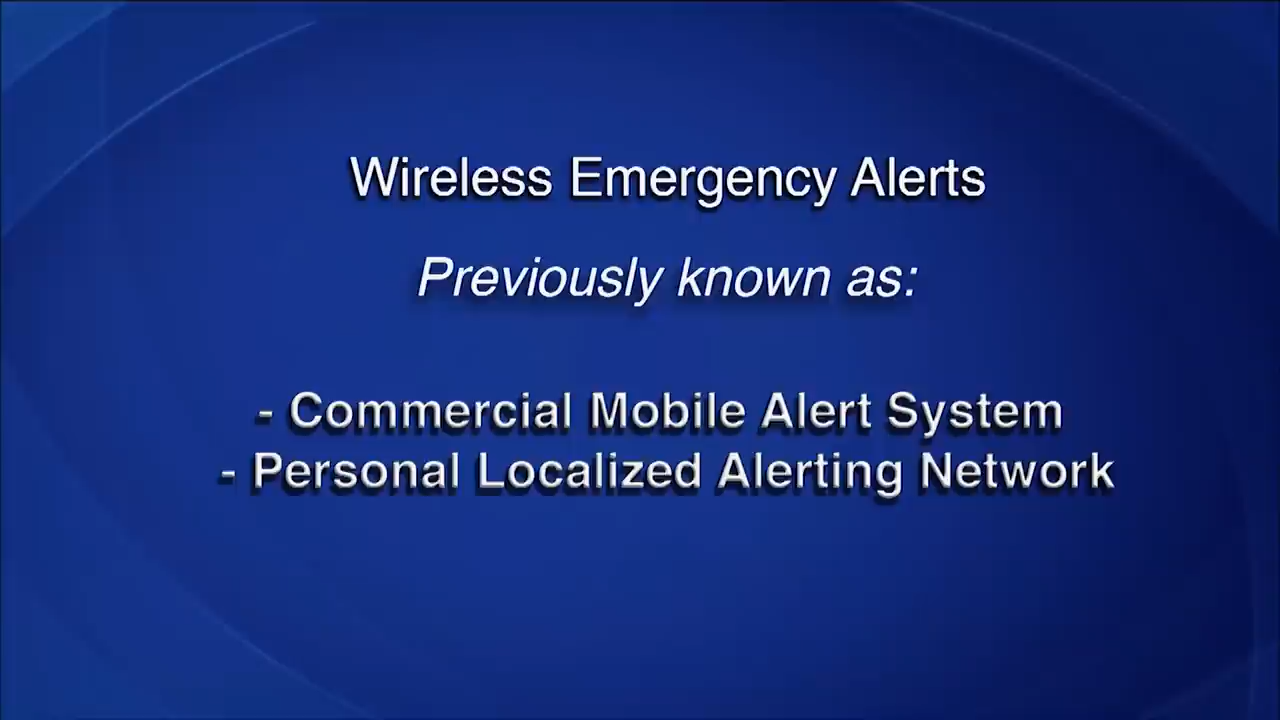 Wireless Emergency Alerts
Previously known as:
- Commercial Mobile Alert System
- Personal Localized Alerting Network